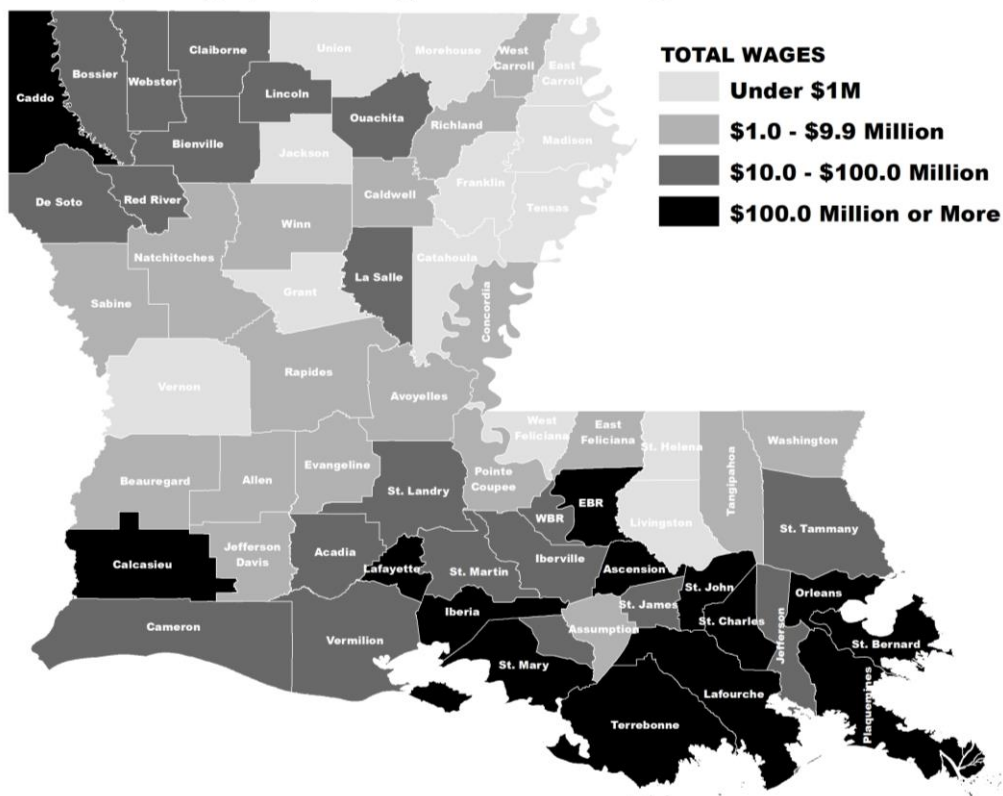 TOTAL WAGES
Under $1M
$1.0 - $9.9 Million
$10.0 - $100.0 Million
$100.0 Million or More
Caddo
Bossier
Webster
Claiborne
Union
Morehouse
West
Carroll
East
Carroll
Lincoln
Ouachita
Richland
Madison
Bienville
Jackson
De Soto
Red River
Caldwell
Franklin
Tensas
Winn
Natchitoches
Sabine
Grant
La Salle
Catahoula
Concordia
Vernon
Rapides
Avoyelles
West
Feliciana
East
Feliciana
St. Helena
Tangipahoa
Washington
Beauregard
Allen
Evangeline
St. Landry
Pointe
Coupee
EBR
WBR
Livingston
St. Tammany
Calcasieu
Jefferson
Davis
Acadia
Lafayette
St. Martin
Iberville
Ascension
St. John
Orleans
Cameron
Vermilion
Iberia
St. James
Assumption
St. Charles
Jefferson
St. Bernard
St. Mary
Lafourche
Terrebonne
Plaquemines